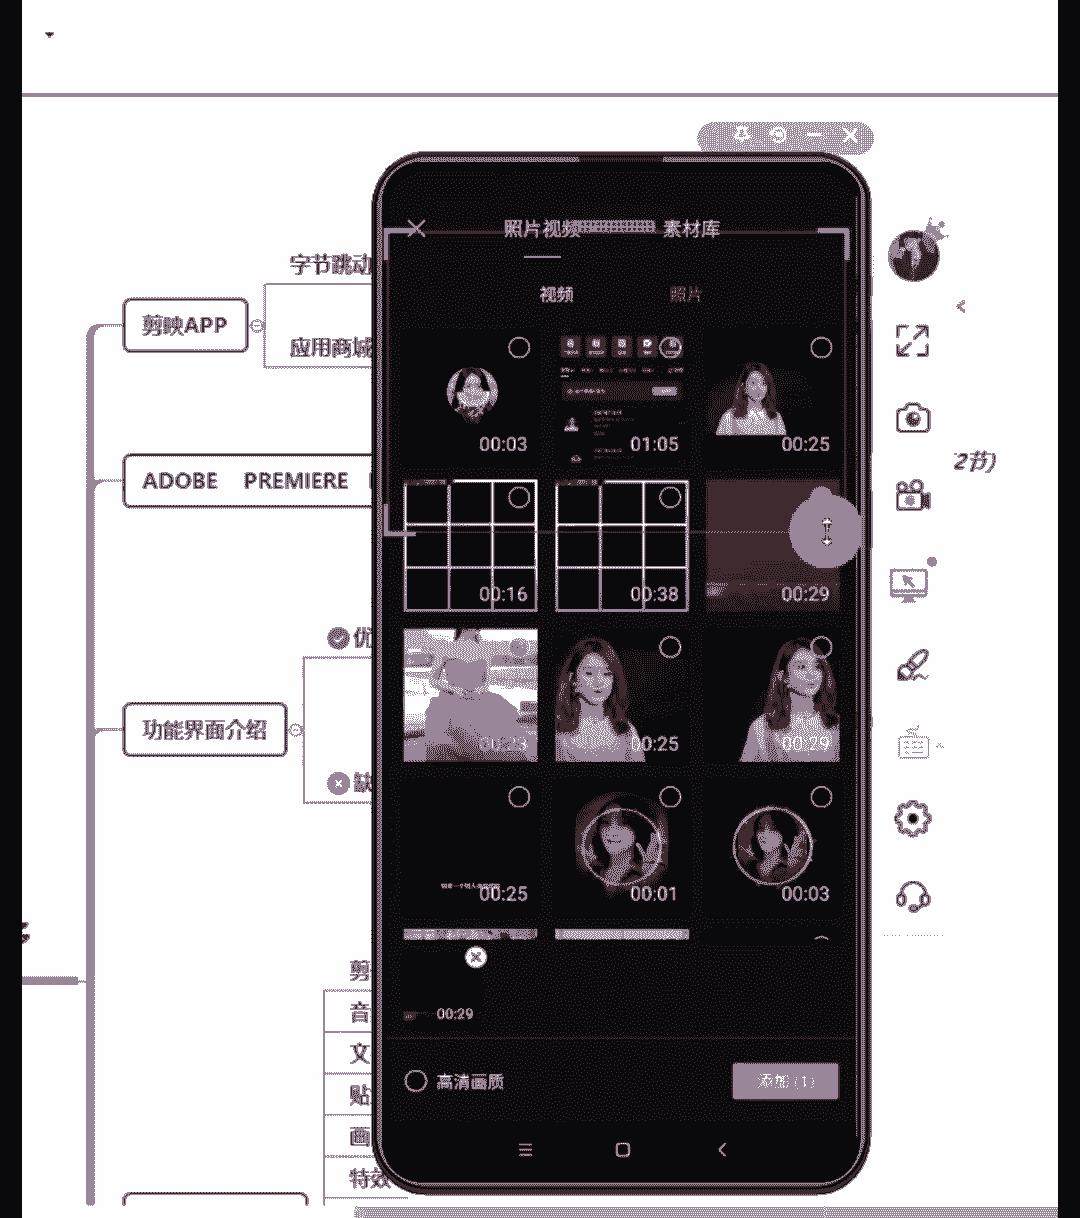 照片视频
素材库
视频
照片
字节跳动
剪映APP
应用商城
00:03
01:05
00:25
2节)
ADOBE PREMIERE
00:16
00:38
00:29
优
00:23
00:25
00:29
功能界面介绍
缺
00:25
00:01
00:03
剪
00:29
音
文
高清画质
添加 (1)
贴
画
特效